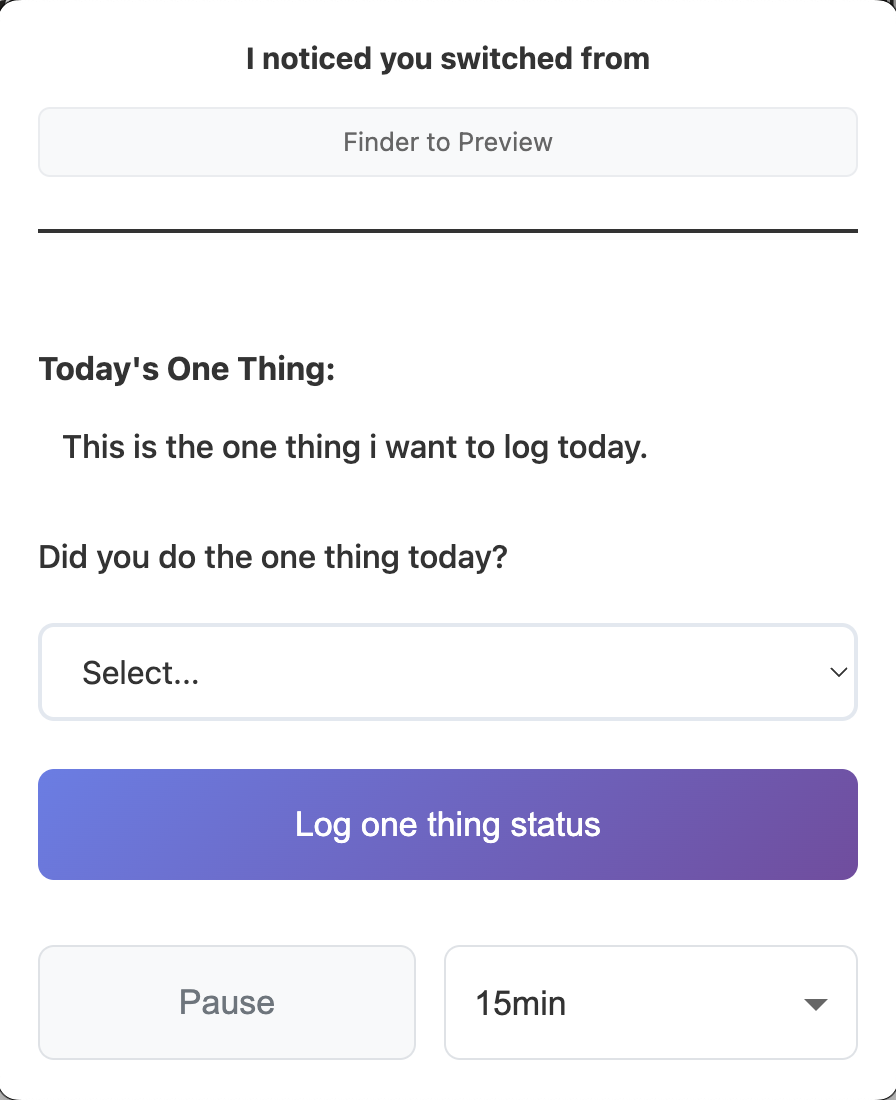 I noticed you switched from
Finder to Preview
Today's One Thing:
This is the one thing i want to log today.
Did you do the one thing today?
Select...
Log one thing status
Pause
15min